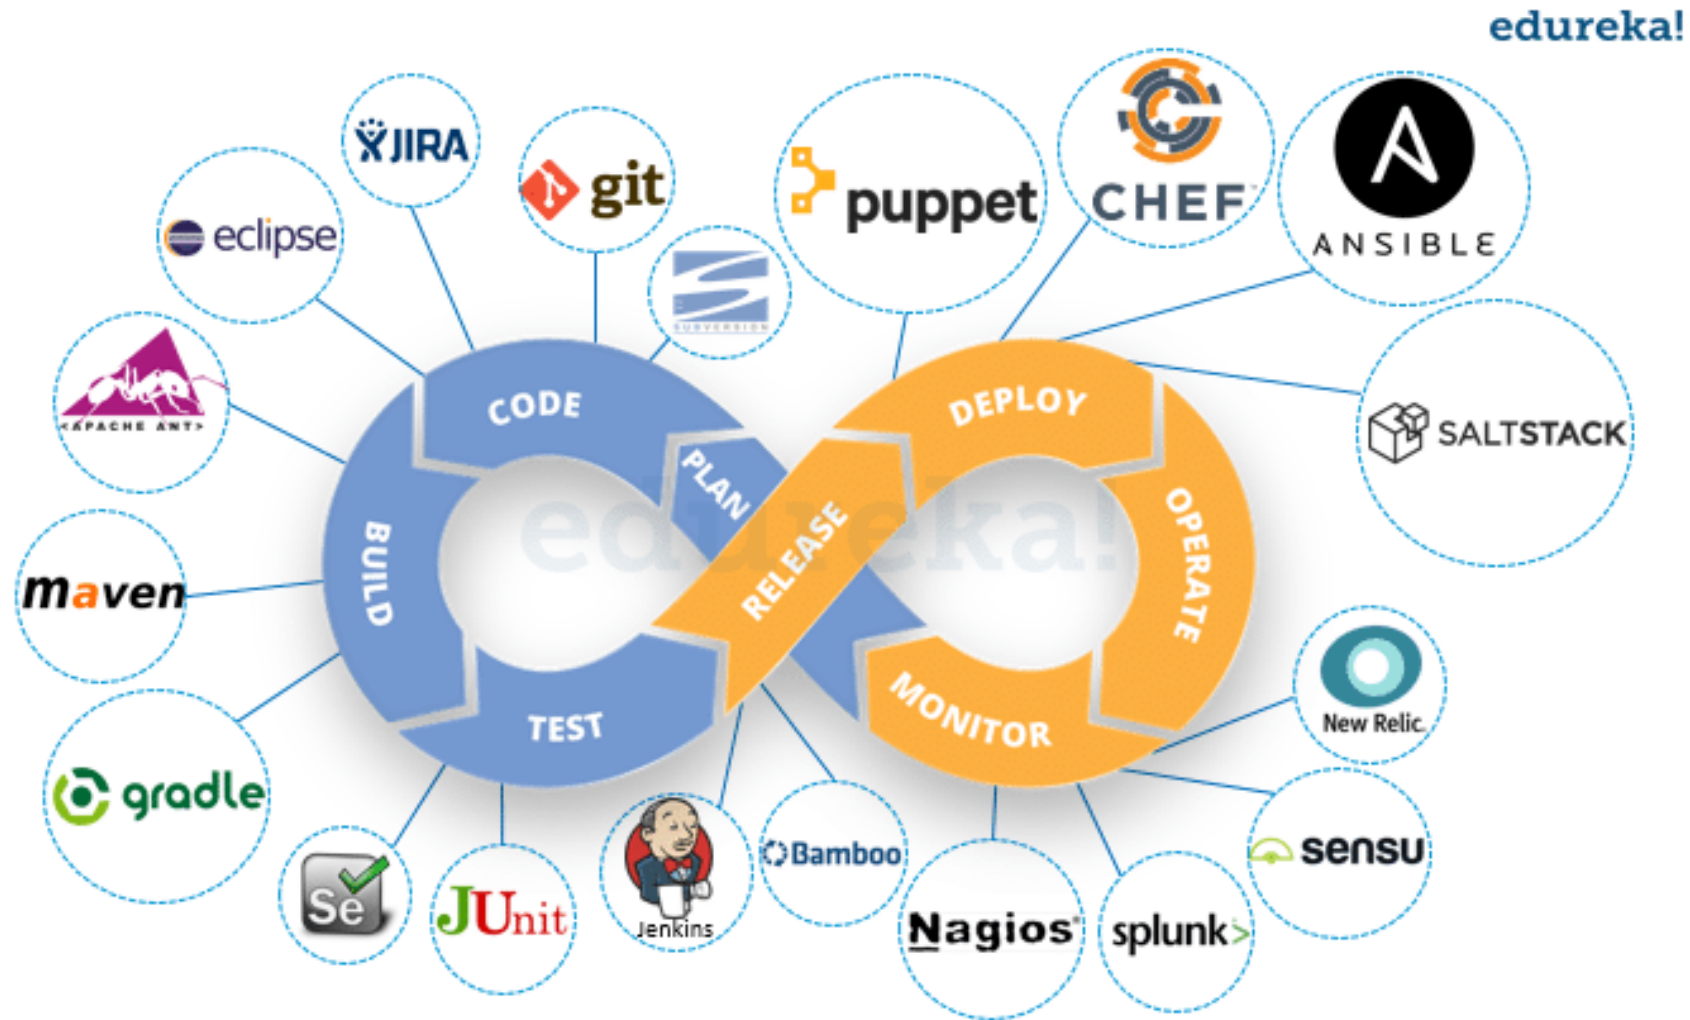 edureka!
JIRA
git
eclipse
SUBVERSION
puppet
CHEF
ANSIBLE
<APACHE ANT>
SALTSTACK
maven
gradle
Se
JUnit
Jenkins
Bamboo
Nagios
splunk>
sensu
New Relic.
CODE
PLAN
BUILD
TEST
RELEASE
DEPLOY
OPERATE
MONITOR
edureka!